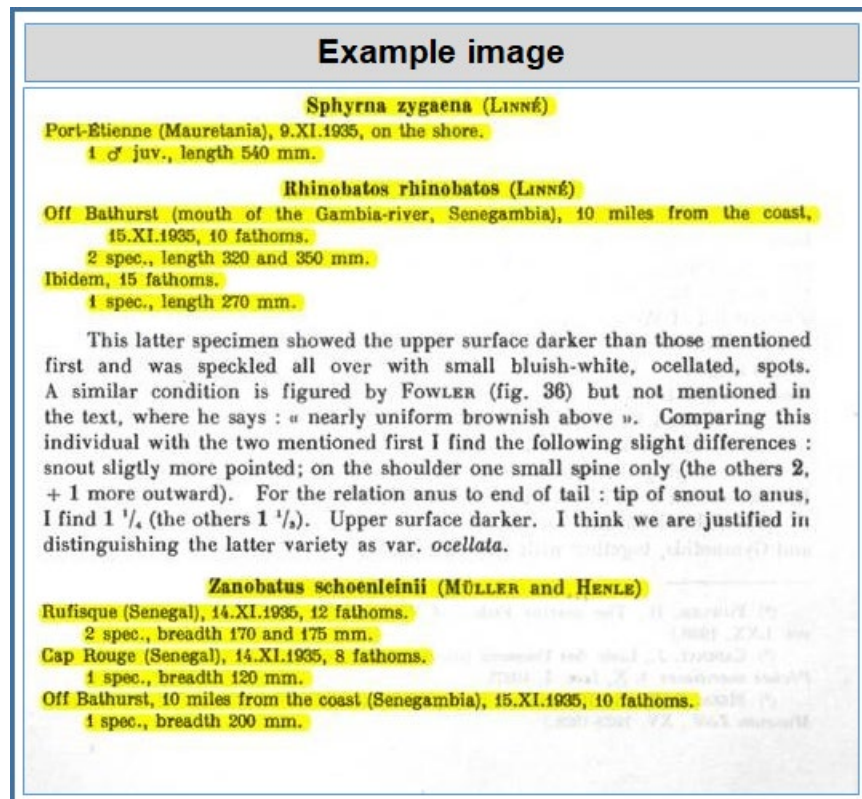 Example image
Sphyrna zygaena (LINNÉ)
Port-Étienne (Mauretania), 9.XI.1935, on the shore.
1 ♂ juv., length 540 mm.
Rhinobatos rhinobatos (LINNÉ)
Off Bathurst (mouth of the Gambia-river, Senegambia), 10 miles from the coast,
15.XI.1935, 10 fathoms.
2 spec., length 320 and 350 mm.
Ibidem, 15 fathoms.
1 spec., length 270 mm.
This latter specimen showed the upper surface darker than those mentioned
first and was speckled all over with small bluish-white, ocellated, spots.
A similar condition is figured by FOWLER (fig. 36) but not mentioned in
the text, where he says : « nearly uniform brownish above ». Comparing this
individual with the two mentioned first I find the following slight differences :
snout sligtly more pointed; on the shoulder one small spine only (the others 2,
+ 1 more outward). For the relation anus to end of tail : tip of snout to anus,
I find 1 1/4 (the others 1 1/3). Upper surface darker. I think we are justified in
distinguishing the latter variety as var. ocellata.
Zanobatus schoenleinii (MÜLLER and HENLE)
Rufisque (Senegal), 14.XI.1935, 12 fathoms.
2 spec., breadth 170 and 175 mm.
Cap Rouge (Senegal), 14.XI.1935, 8 fathoms.
1 spec., breadth 120 mm.
Off Bathurst, 10 miles from the coast (Senegambia), 15.XI.1935, 10 fathoms.
1 spec., breadth 200 mm.